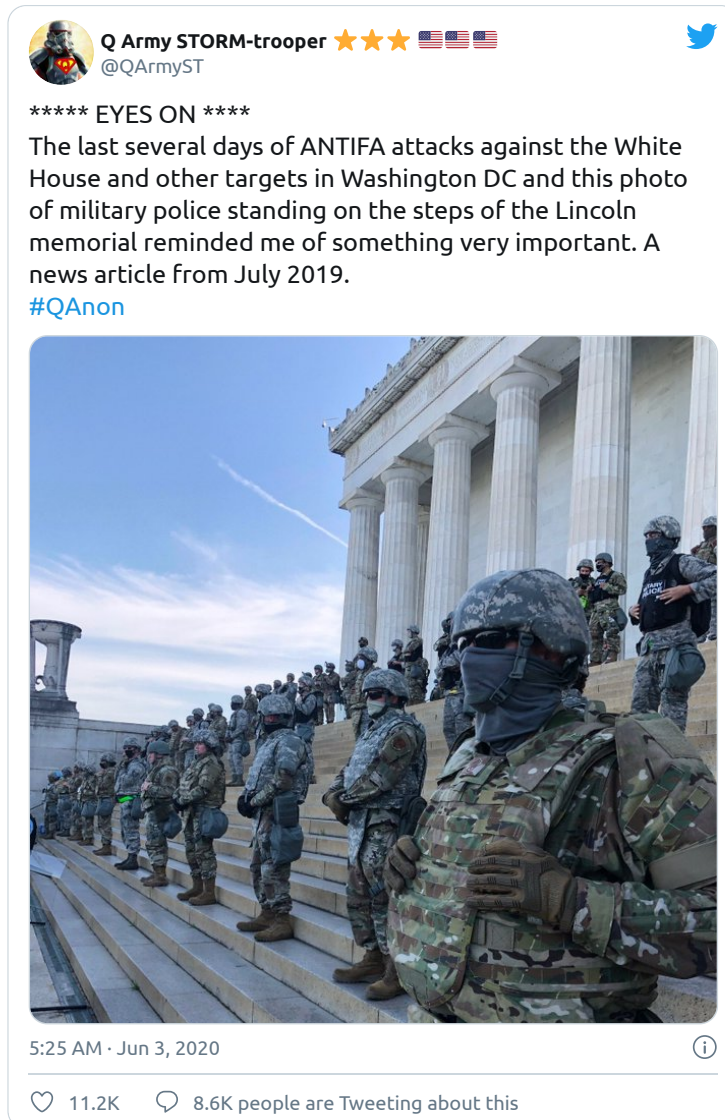 Q Army STORM-trooper ⭐⭐⭐ 🇺🇸🇺🇸🇺🇸
@QArmyST
***** EYES ON ****
The last several days of ANTIFA attacks against the White
House and other targets in Washington DC and this photo
of military police standing on the steps of the Lincoln
memorial reminded me of something very important. A
news article from July 2019.
#QAnon
5:25 AM · Jun 3, 2020
11.2K 8.6K people are Tweeting about this